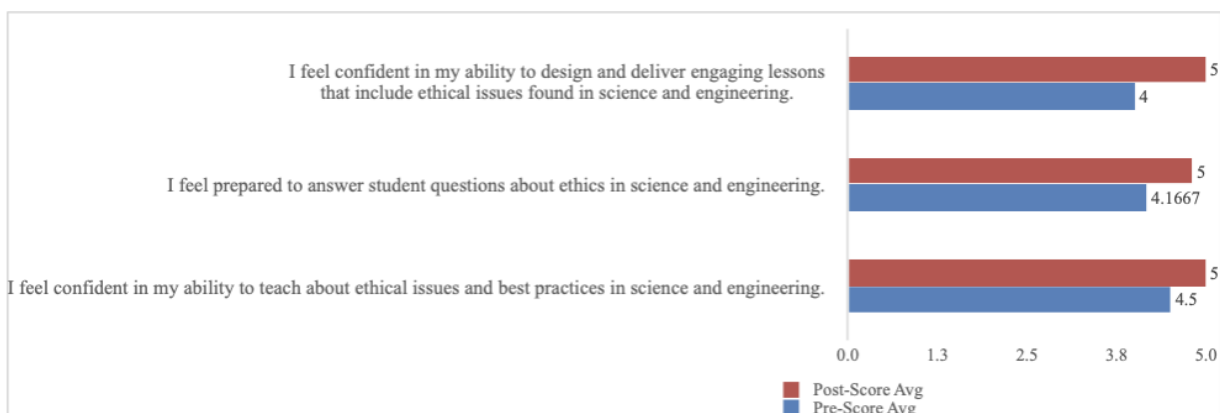 I feel confident in my ability to design and deliver engaging lessons
that include ethical issues found in science and engineering.
5
4
I feel prepared to answer student questions about ethics in science and engineering.
5
4.1667
I feel confident in my ability to teach about ethical issues and best practices in science and engineering.
5
4.5
0.0 1.3 2.5 3.8 5.0
Post-Score Avg
Pre-Score Avg